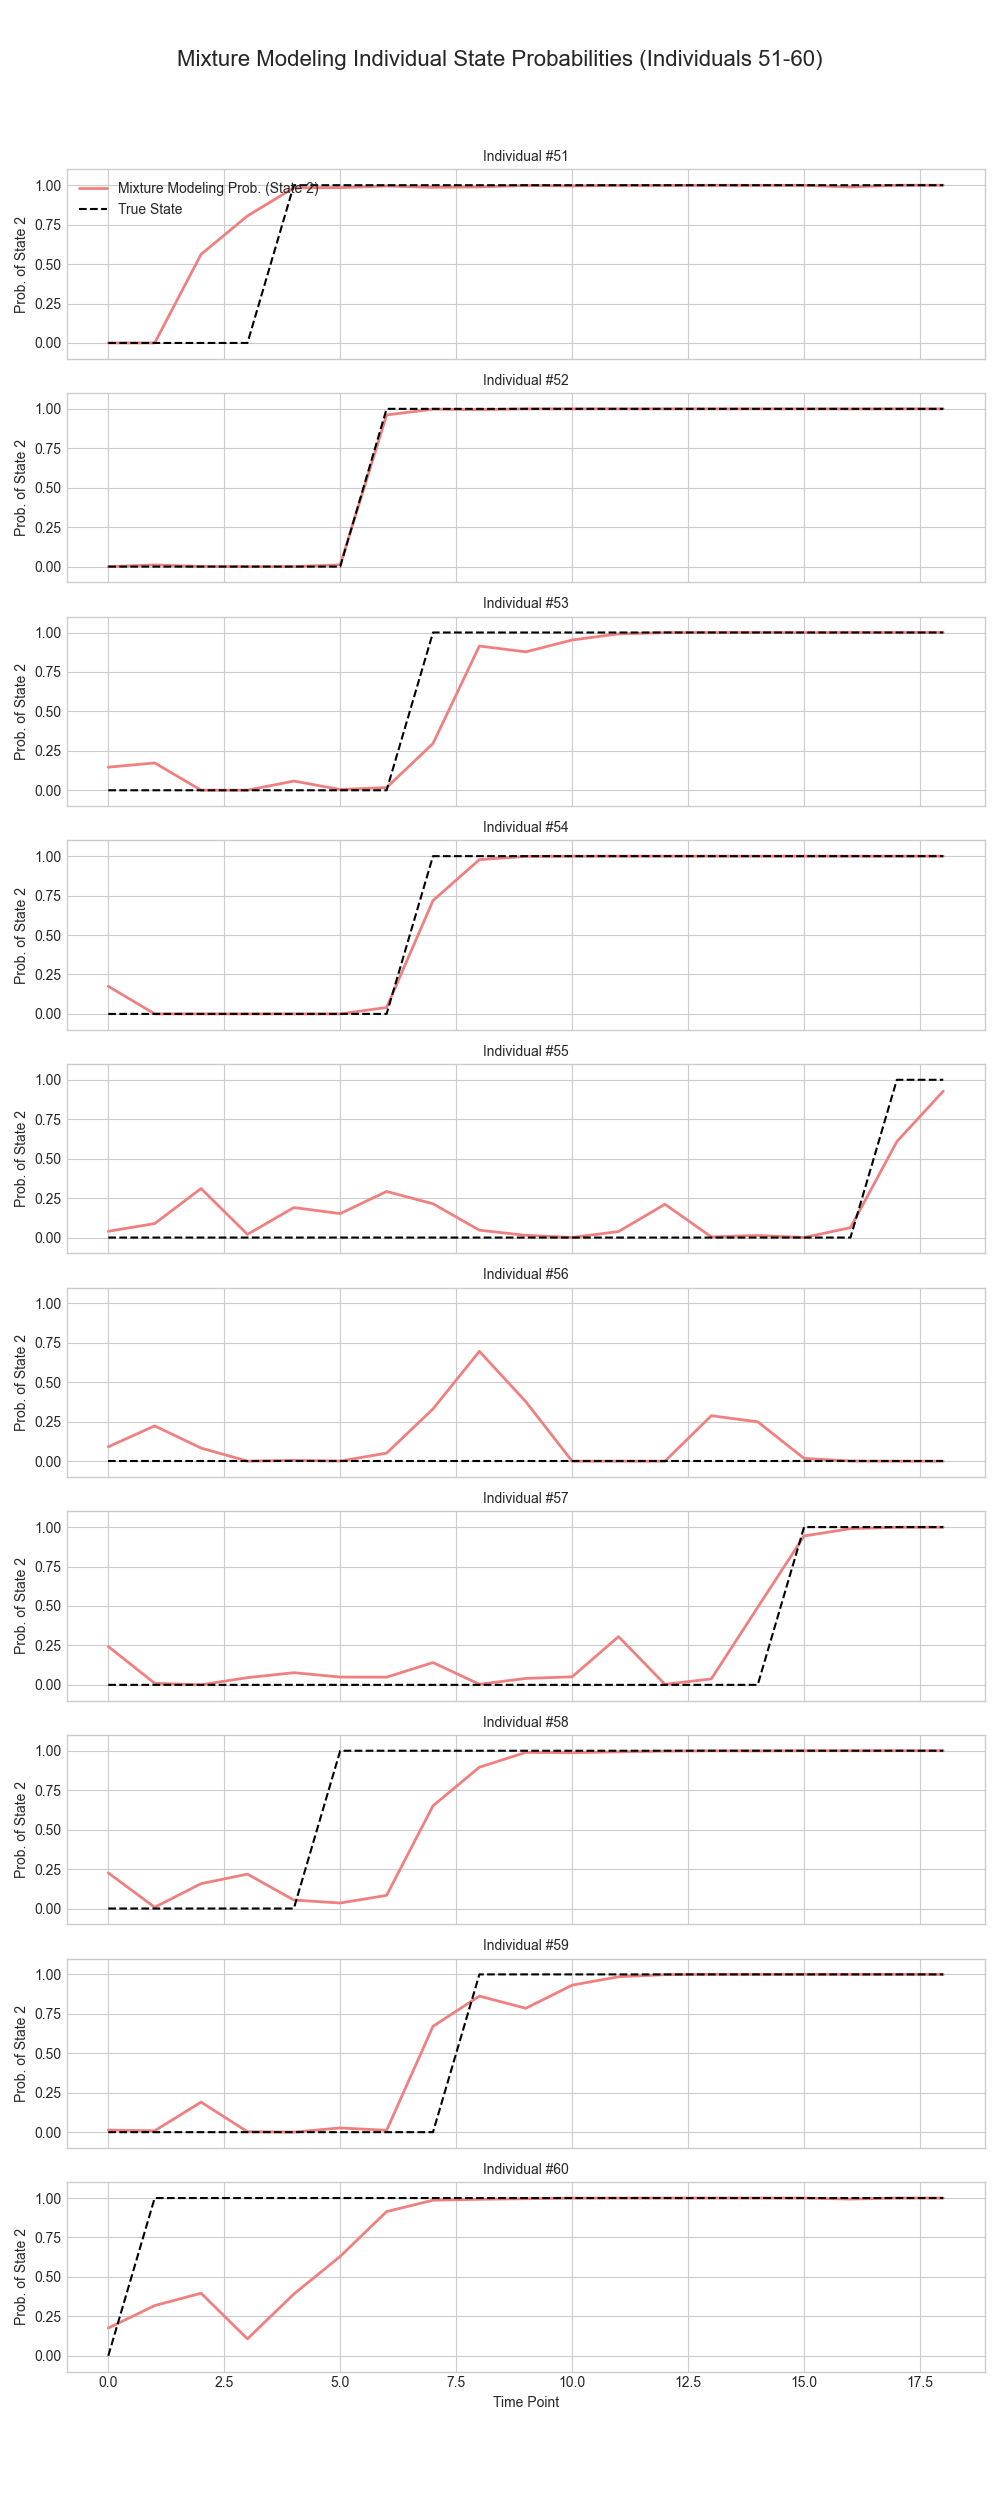 Mixture Modeling Individual State Probabilities (Individuals 51-60)
Individual #51
Mixture Modeling Prob. (State 2)
True State
Prob. of State 2
1.00
0.75
0.50
0.25
0.00
Individual #52
Prob. of State 2
1.00
0.75
0.50
0.25
0.00
Individual #53
Prob. of State 2
1.00
0.75
0.50
0.25
0.00
Individual #54
Prob. of State 2
1.00
0.75
0.50
0.25
0.00
Individual #55
Prob. of State 2
1.00
0.75
0.50
0.25
0.00
Individual #56
Prob. of State 2
1.00
0.75
0.50
0.25
0.00
Individual #57
Prob. of State 2
1.00
0.75
0.50
0.25
0.00
Individual #58
Prob. of State 2
1.00
0.75
0.50
0.25
0.00
Individual #59
Prob. of State 2
1.00
0.75
0.50
0.25
0.00
Individual #60
Prob. of State 2
1.00
0.75
0.50
0.25
0.00
0.0 2.5 5.0 7.5 10.0 12.5 15.0 17.5
Time Point